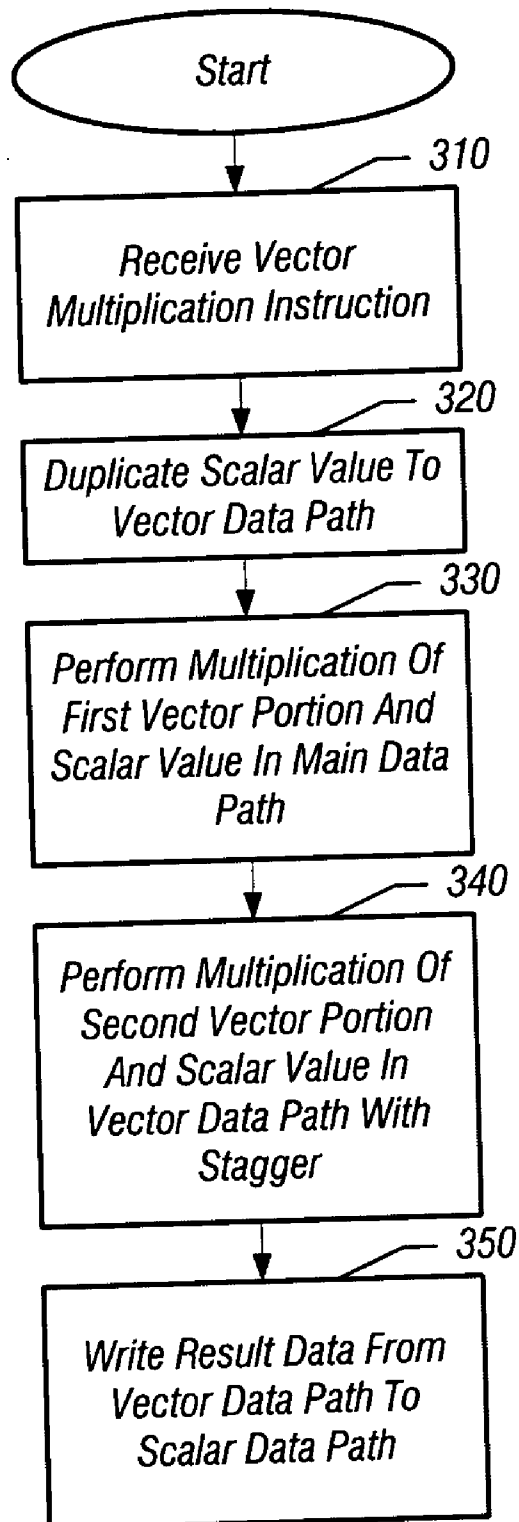 Start
310
Receive Vector
Multiplication Instruction
320
Duplicate Scalar Value To
Vector Data Path
330
Perform Multiplication Of
First Vector Portion And
Scalar Value In Main Data
Path
340
Perform Multiplication Of
Second Vector Portion
And Scalar Value In
Vector Data Path With
Stagger
350
Write Result Data From
Vector Data Path To
Scalar Data Path